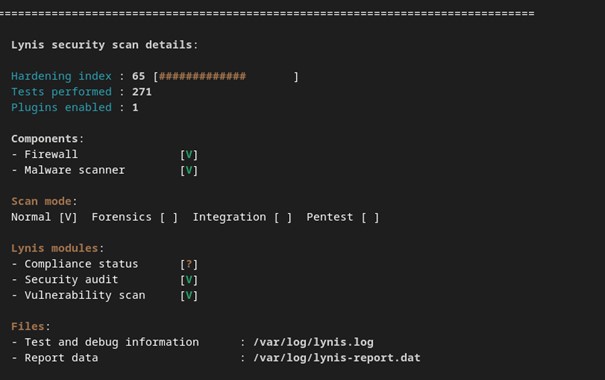 ================================================================================
Lynis security scan details:
Hardening index : 65 [#############       ]
Tests performed : 271
Plugins enabled : 1
Components:
- Firewall               [V]
- Malware scanner        [V]
Scan mode:
Normal [V]  Forensics [ ]  Integration [ ]  Pentest [ ]
Lynis modules:
- Compliance status      [?]
- Security audit         [V]
- Vulnerability scan     [V]
Files:
- Test and debug information      : /var/log/lynis.log
- Report data                     : /var/log/lynis-report.dat